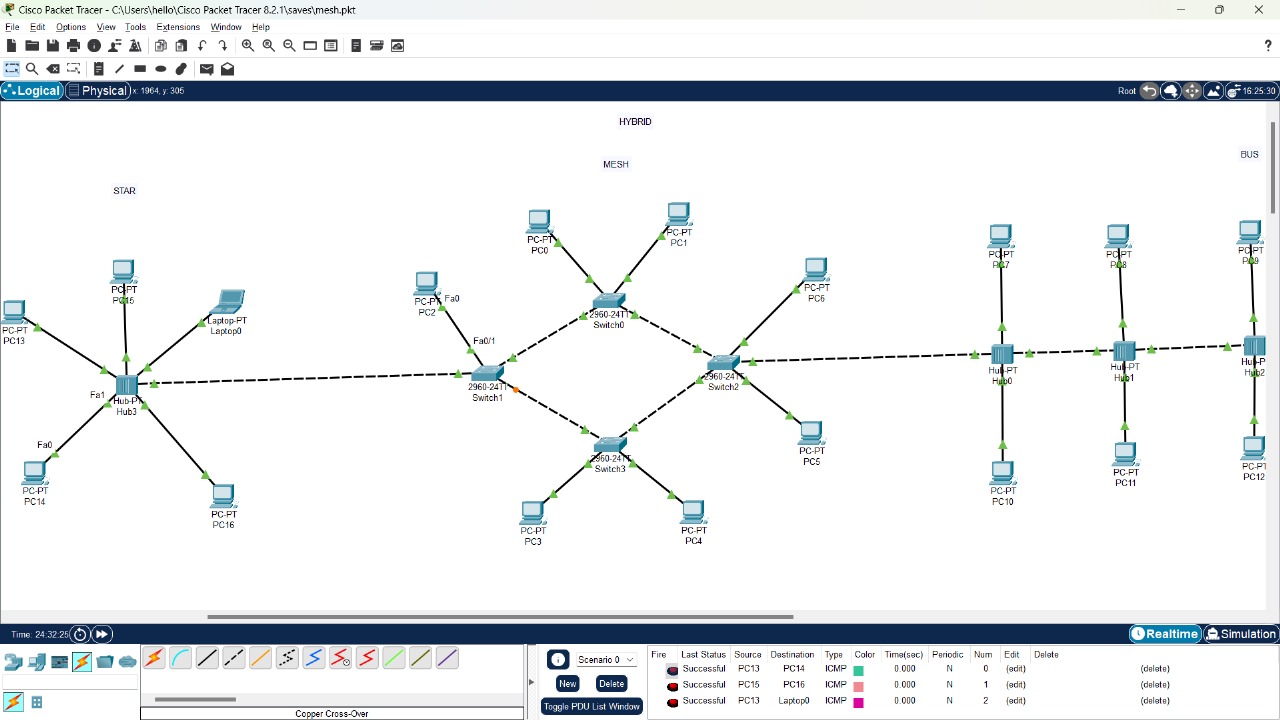 Cisco Packet Tracer - C:\Users\hello\Cisco Packet Tracer 8.2.1\saves\mesh.pkt
File Edit Options View Tools Extensions Window Help
?
Logical Physical x: 1964, y: 305 Root 16:25:30
HYBRID
MESH
BUS
STAR
PC-PT
PC0
PC-PT
PC1
PC-PT
PC7
PC-PT
PC8
PC-PT
PC9
PC-PT
PC15
PC-PT
PC2
Fa0
PC-PT
PC6
PC-PT
PC13
Laptop-PT
Laptop0
2960-24TT
Switch0
Fa0/1
2960-24TT
Switch1
2960-24TT
Switch2
Hub-PT
Hub0
Hub-PT
Hub1
Hub-P
Hub2
Fa1
Hub-PT
Hub3
Fa0
PC-PT
PC14
PC-PT
PC16
2960-24TT
Switch3
PC-PT
PC5
PC-PT
PC10
PC-PT
PC11
PC-PT
PC12
PC-PT
PC3
PC-PT
PC4
Time: 24:32:25 Realtime Simulation
Scenario 0
New Delete
Toggle PDU List Window
Copper Cross-Over
Fire Last Status Source Destination Type Color Time(sec) Periodic Num Edit Delete
Successful PC13 PC14 ICMP 0.000 N 0 (edit) (delete)
Successful PC15 PC16 ICMP 0.000 N 1 (edit) (delete)
Successful PC13 Laptop0 ICMP 0.000 N 2 (edit) (delete)